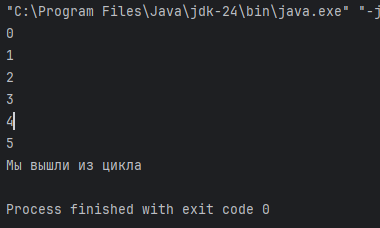 "C:\Program Files\Java\jdk-24\bin\java.exe" "-j
0
1
2
3
4
5
Мы вышли из цикла
Process finished with exit code 0